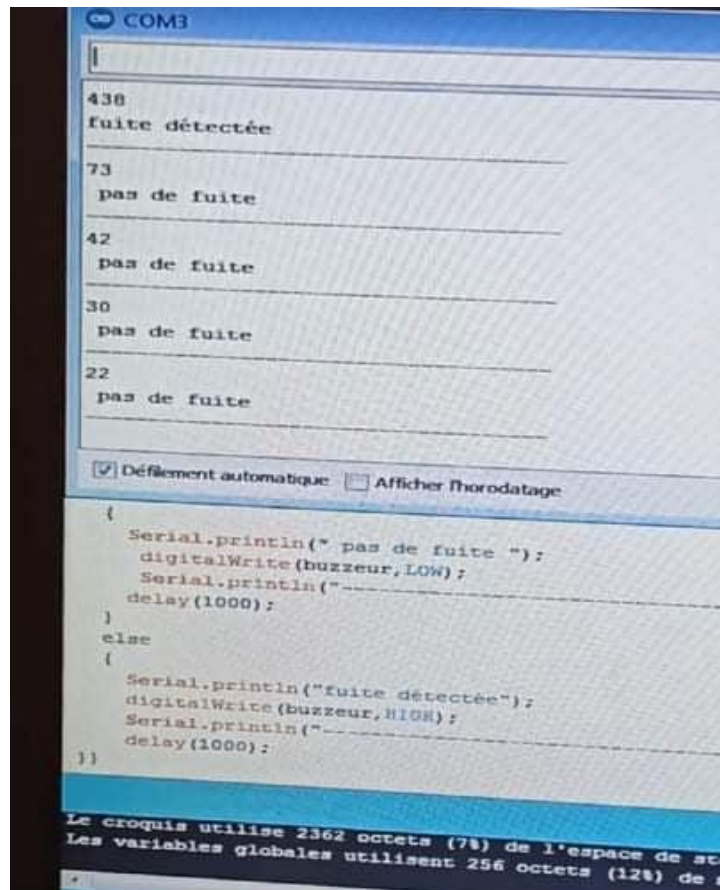 COM3
438
fuite détectée
------------------------------------------------
73
pas de fuite
------------------------------------------------
42
pas de fuite
------------------------------------------------
30
pas de fuite
------------------------------------------------
22
pas de fuite
------------------------------------------------
Défilement automatique Afficher l'horodatage
{
Serial.println(" pas de fuite ");
digitalWrite(buzzeur,LOW);
Serial.println("------------------------------------------------
delay(1000);
}
else
{
Serial.println("fuite détectée");
digitalWrite(buzzeur,HIGH);
Serial.println("------------------------------------------------
delay(1000);
}}
Le croquis utilise 2362 octets (7%) de l'espace de
Les variables globales utilisent 256 octets (12%) de